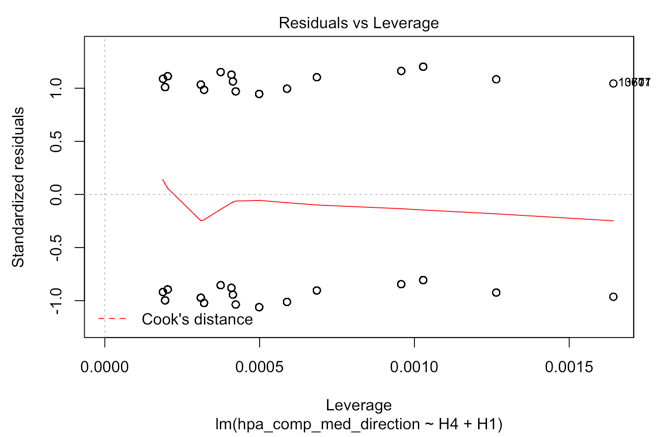 Residuals vs Leverage
Standardized residuals
1.0
0.5
0.0
-0.5
-1.0
Cook's distance
0.0000 0.0005 0.0010 0.0015
Leverage
lm(hpa_comp_med_direction ~ H4 + H1)